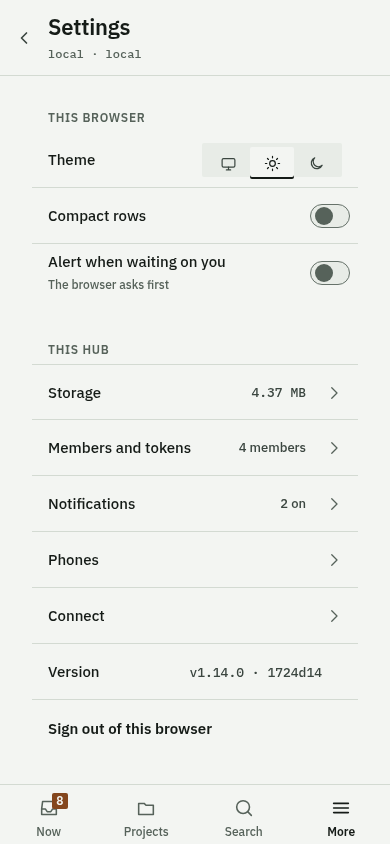 Settings
local · local
THIS BROWSER
Theme
Compact rows
Alert when waiting on you
The browser asks first
THIS HUB
Storage 4.37 MB
Members and tokens 4 members
Notifications 2 on
Phones
Connect
Version v1.14.0 · 1724d14
Sign out of this browser
8
Now Projects Search More